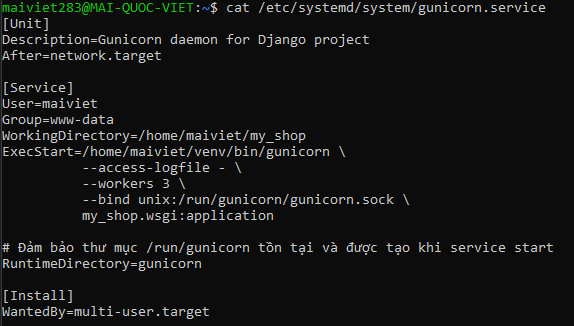 maiviet283@MAI-QUOC-VIET:~$ cat /etc/systemd/system/gunicorn.service
[Unit]
Description=Gunicorn daemon for Django project
After=network.target

[Service]
User=maiviet
Group=www-data
WorkingDirectory=/home/maiviet/my_shop
ExecStart=/home/maiviet/venv/bin/gunicorn \
          --access-logfile - \
          --workers 3 \
          --bind unix:/run/gunicorn/gunicorn.sock \
          my_shop.wsgi:application

# Đảm bảo thư mục /run/gunicorn tồn tại và được tạo khi service start
RuntimeDirectory=gunicorn

[Install]
WantedBy=multi-user.target